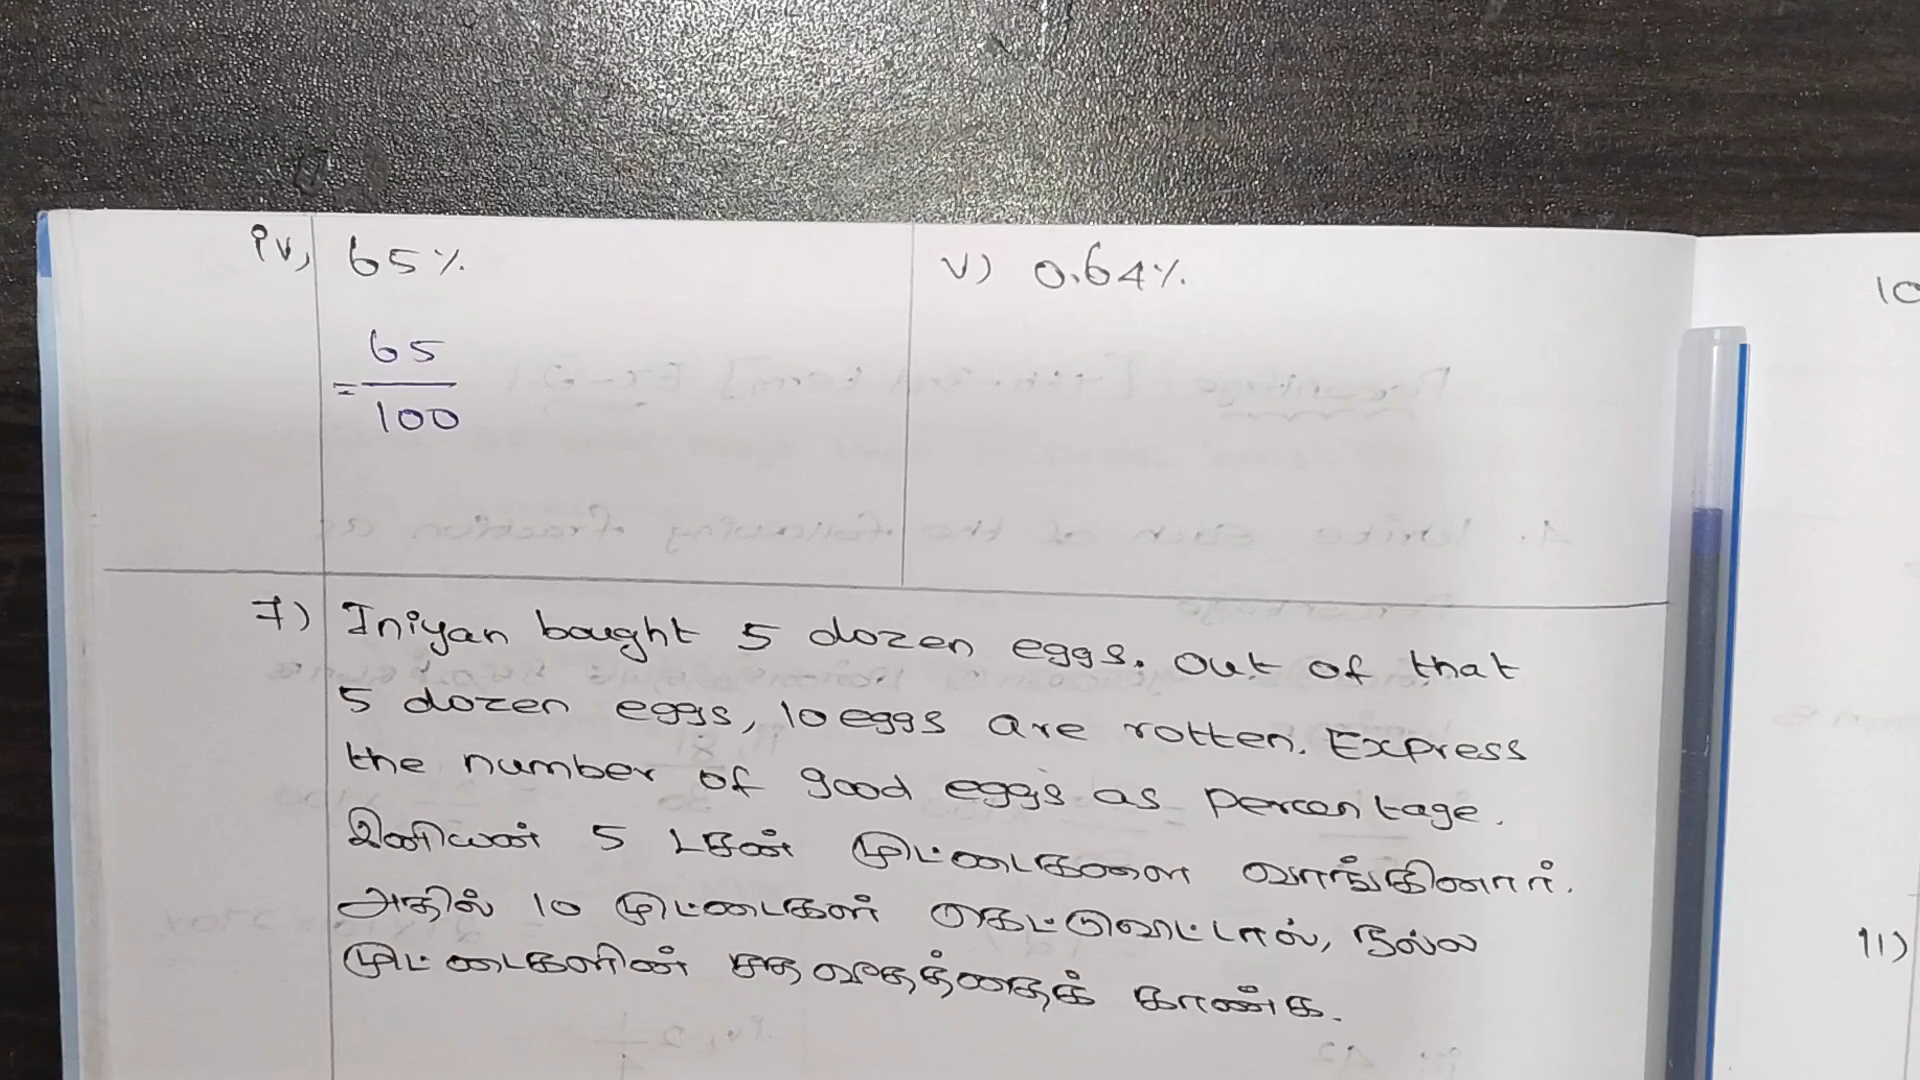 iv, 65%
= 65/100
v) 0.64%
7) Iniyan bought 5 dozen eggs. Out of that
5 dozen eggs, 10 eggs are rotten. Express
the number of good eggs as percentage.
இனியன் 5 டசன் முட்டைகளை வாங்கினார்.
அதில் 10 முட்டைகள் கெட்டுவிட்டால், நல்ல
முட்டைகளின் சதவீதத்தைக் காண்க.
10
11)